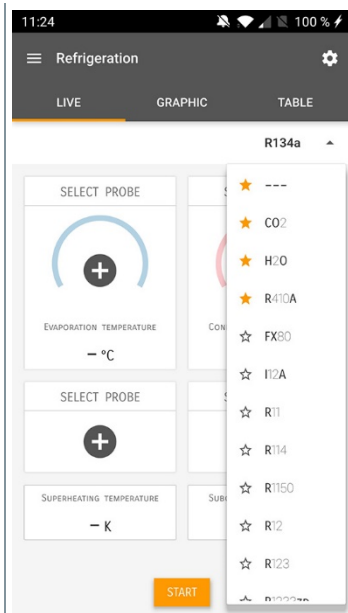 11:24 100 %
Refrigeration
LIVE GRAPHIC TABLE
R134a
SELECT PROBE
EVAPORATION TEMPERATURE
– °C
SELECT PROBE
SUPERHEATING TEMPERATURE
– K
START
---
CO2
H2O
R410A
FX80
I12A
R11
R114
R1150
R12
R123